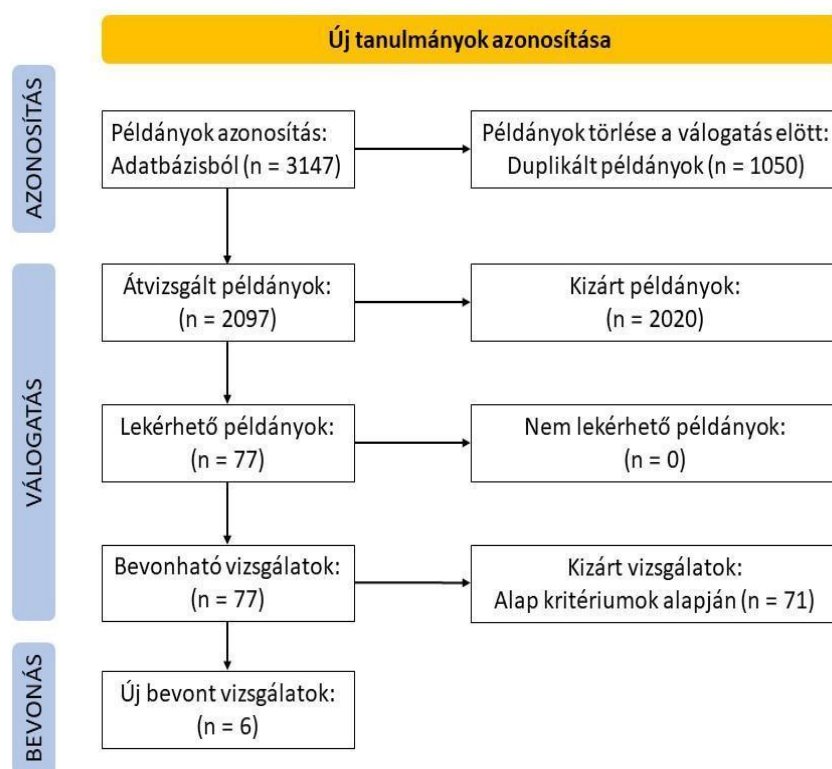 Új tanulmányok azonosítása
AZONOSÍTÁS
Példányok azonosítás:
Adatbázisból (n = 3147)
Példányok törlése a válogatás elött:
Duplikált példányok (n = 1050)
VÁLOGATÁS
Átvizsgált példányok:
(n = 2097)
Kizárt példányok:
(n = 2020)
Lekérhető példányok:
(n = 77)
Nem lekérhető példányok:
(n = 0)
Bevonható vizsgálatok:
(n = 77)
Kizárt vizsgálatok:
Alap kritériumok alapján (n = 71)
BEVONÁS
Új bevont vizsgálatok:
(n = 6)